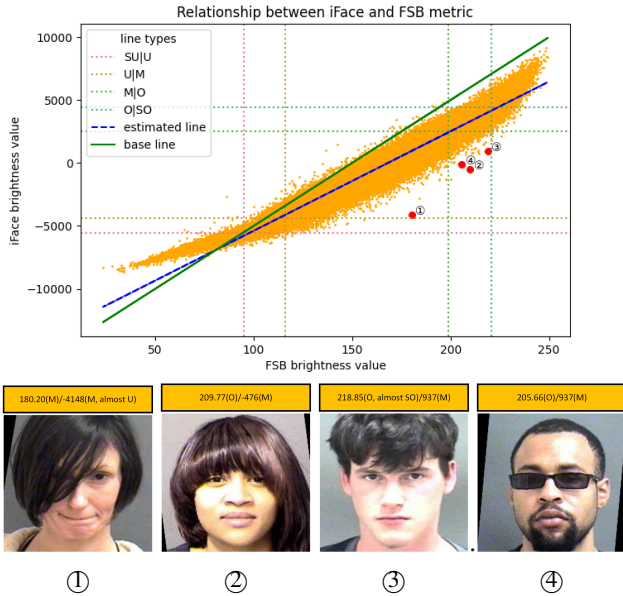 Relationship between iFace and FSB metric
line types
SU|U
U|M
M|O
O|SO
estimated line
base line
10000
5000
0
−5000
−10000
iFace brightness value
①
②
③
④
50
100
150
200
250
FSB brightness value
180.20(M)/-4148(M, almost U)
209.77(O)/-476(M)
218.85(O, almost SO)/937(M)
205.66(O)/937(M)
.
①
②
③
④